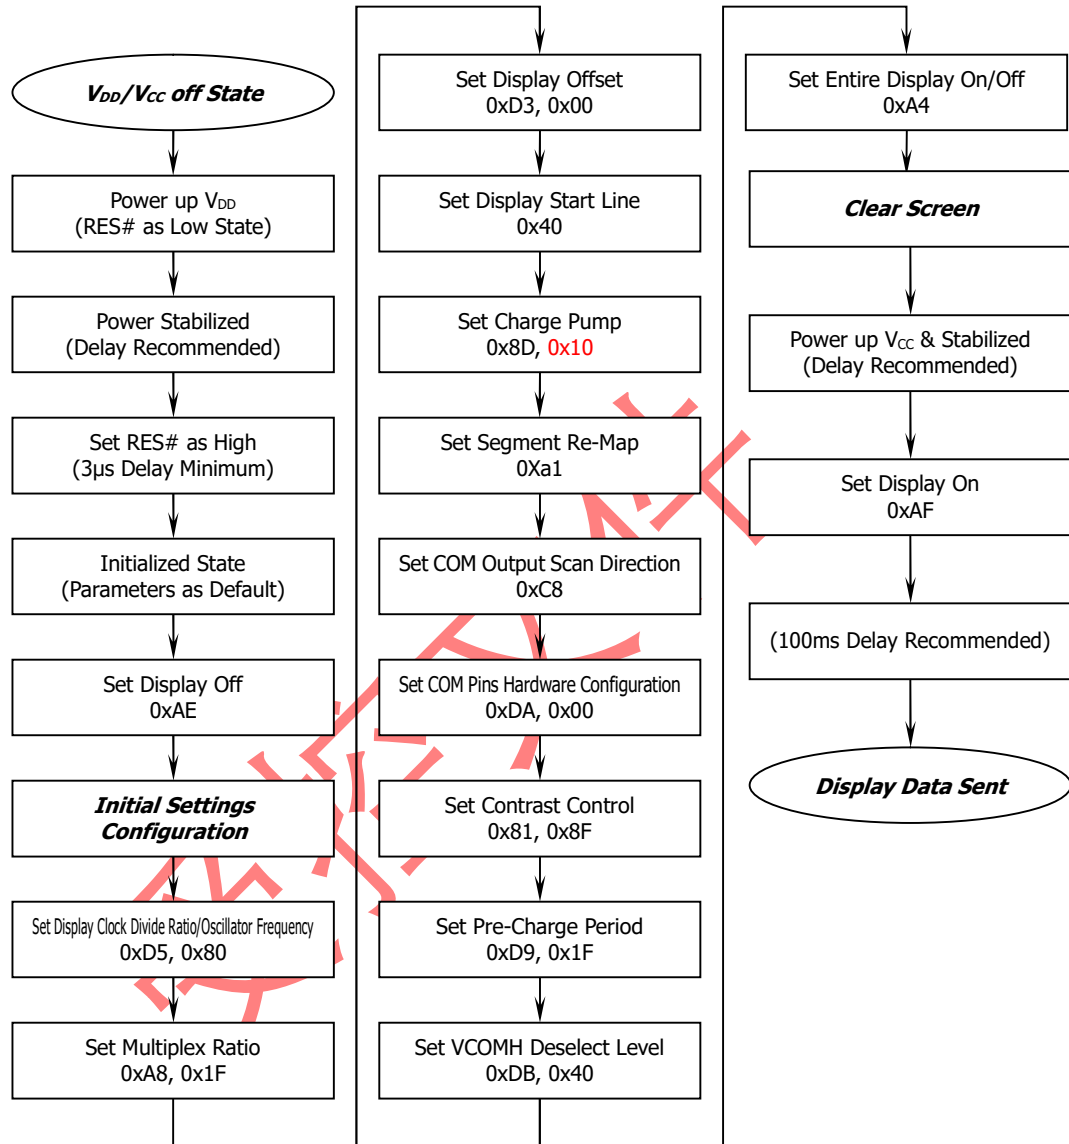 V_DD/V_CC off State
Power up V_DD
(RES# as Low State)
Power Stabilized
(Delay Recommended)
Set RES# as High
(3μs Delay Minimum)
Initialized State
(Parameters as Default)
Set Display Off
0xAE
Initial Settings
Configuration
Set Display Clock Divide Ratio/Oscillator Frequency
0xD5, 0x80
Set Multiplex Ratio
0xA8, 0x1F
Set Display Offset
0xD3, 0x00
Set Display Start Line
0x40
Set Charge Pump
0x8D, 0x10
Set Segment Re-Map
0Xa1
Set COM Output Scan Direction
0xC8
Set COM Pins Hardware Configuration
0xDA, 0x00
Set Contrast Control
0x81, 0x8F
Set Pre-Charge Period
0xD9, 0x1F
Set VCOMH Deselect Level
0xDB, 0x40
Set Entire Display On/Off
0xA4
Clear Screen
Power up V_CC & Stabilized
(Delay Recommended)
Set Display On
0xAF
(100ms Delay Recommended)
Display Data Sent